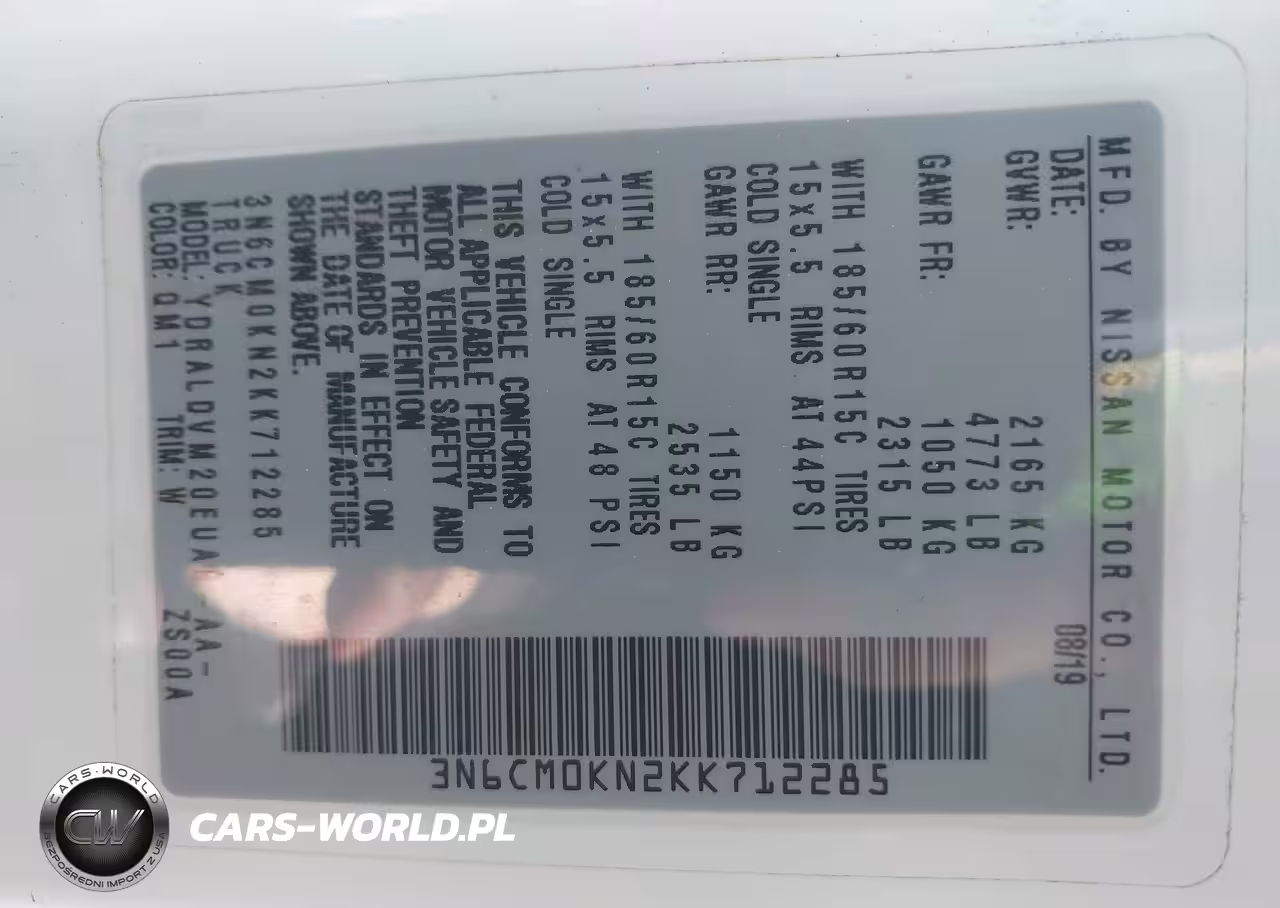 MFD. BY NISSAN MOTOR CO., LTD.
DATE: 08/19
GVWR: 2165 KG
4773 LB
GAWR FR: 1050 KG
2315 LB
WITH 185/60R15C TIRES
15x5.5 RIMS AT 44PSI
COLD SINGLE
GAWR RR: 1150 KG
2535 LB
WITH 185/60R15C TIRES
15x5.5 RIMS AT 48 PSI
COLD SINGLE
THIS VEHICLE CONFORMS TO
ALL APPLICABLE FEDERAL
MOTOR VEHICLE SAFETY AND
THEFT PREVENTION
STANDARDS IN EFFECT ON
THE DATE OF MANUFACTURE
SHOWN ABOVE.
3N6CM0KN2KK712285
TRUCK
MODEL: YDRALDVM20EUA-AA-
COLOR: QM1 TRIM: W ZS00A
3N6CM0KN2KK712285
CARS-WORLD
CW
BEZPOŚREDNI IMPORT Z USA
CARS-WORLD.PL